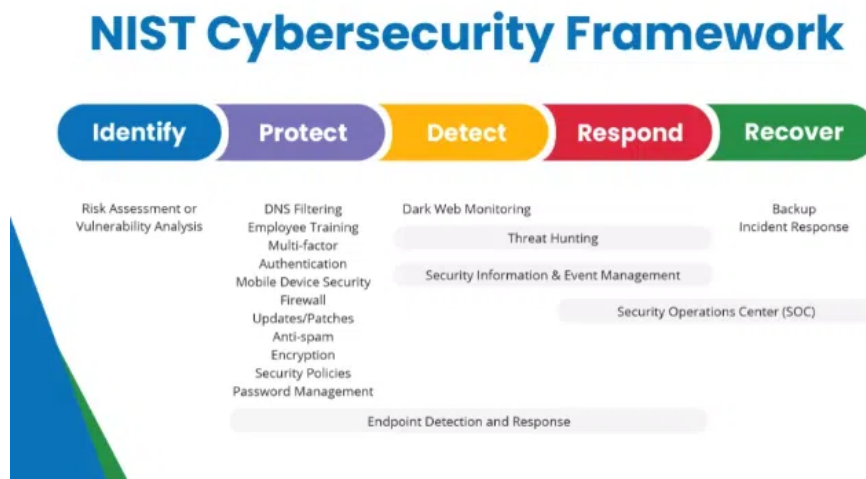 NIST Cybersecurity Framework
Identify
Protect
Detect
Respond
Recover
Risk Assessment or
Vulnerability Analysis
DNS Filtering
Employee Training
Multi-factor
Authentication
Mobile Device Security
Firewall
Updates/Patches
Anti-spam
Encryption
Security Policies
Password Management
Dark Web Monitoring
Threat Hunting
Security Information & Event Management
Security Operations Center (SOC)
Backup
Incident Response
Endpoint Detection and Response